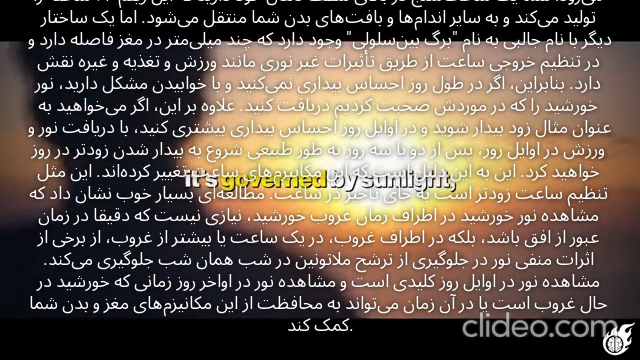 تولید می‌کند و به سایر اندام‌ها و بافت‌های بدن شما منتقل می‌شود. اما یک ساختار
دیگر با نام جالبی به نام "برگ بین‌سلولی" وجود دارد که چند میلی‌متر در مغز فاصله دارد و
در تنظیم خروجی ساعت از طریق تأثیرات غیر نوری مانند ورزش و تغذیه و غیره نقش
دارد. بنابراین، اگر در طول روز احساس بیداری نمی‌کنید و با خوابیدن مشکل دارید، نور
خورشید را که در موردش صحبت کردیم دریافت کنید. علاوه بر این، اگر می‌خواهید به
عنوان مثال زود بیدار شوید و در اوایل روز احساس بیداری بیشتری کنید، با دریافت نور و
ورزش در اوایل روز، پس از دو یا سه روز به طور طبیعی شروع به بیدار شدن زودتر در روز
خواهید کرد. این به این دلیل است که این مکانیزم‌های ساعت تغییر کرده‌اند. این مثل
it's governed by sunlight,
تنظیم ساعت زودتر است به جای تأخیر در ساعت. مطالعه‌ای بسیار خوب نشان داد که
مشاهده نور خورشید در اطراف زمان غروب خورشید، نیازی نیست که دقیقا در زمان
عبور از افق باشد، بلکه در اطراف غروب، در یک ساعت یا بیشتر از غروب، از برخی از
اثرات منفی نور در جلوگیری از ترشح ملاتونین در شب همان شب جلوگیری می‌کند.
مشاهده نور در اوایل روز کلیدی است و مشاهده نور در اواخر روز زمانی که خورشید در
حال غروب است یا در آن زمان می‌تواند به محافظت از این مکانیزم‌های مغز و بدن شما
کمک کند.
clideo.com